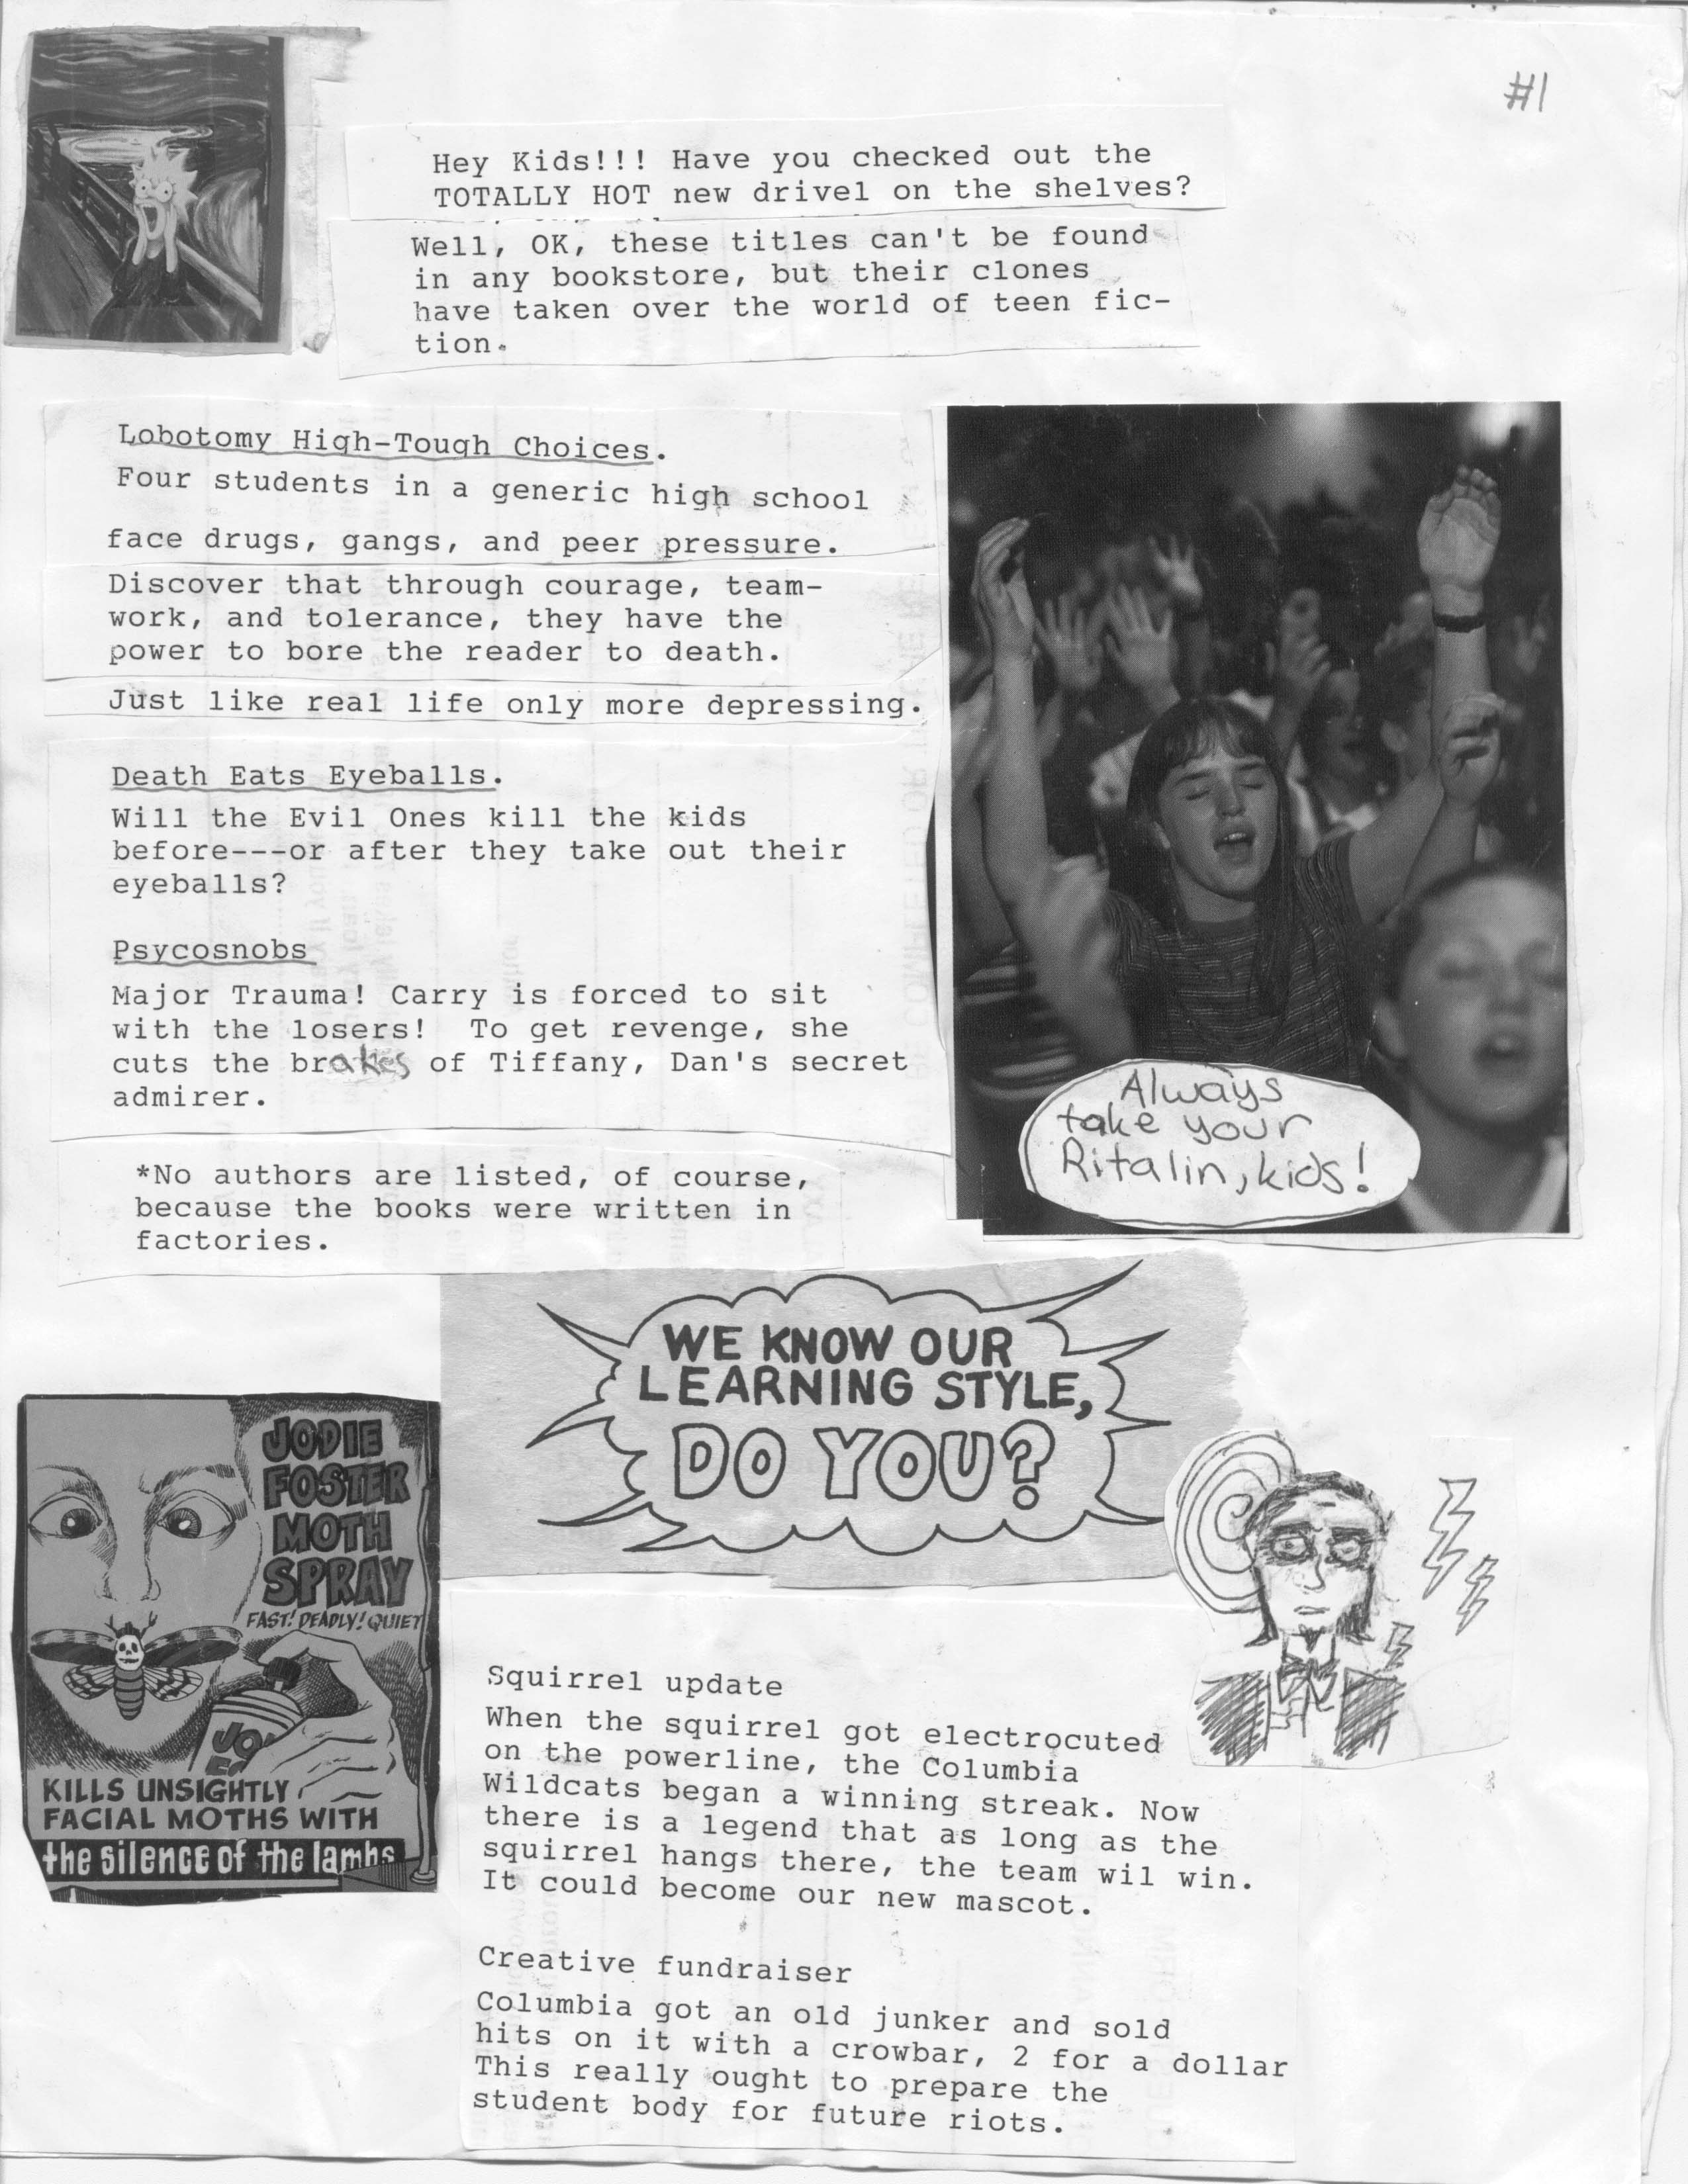 #1
Hey Kids!!! Have you checked out the
TOTALLY HOT new drivel on the shelves?
Well, OK, these titles can't be found
in any bookstore, but their clones
have taken over the world of teen fic-
tion.
Lobotomy High-Tough Choices.
Four students in a generic high school
face drugs, gangs, and peer pressure.
Discover that through courage, team-
work, and tolerance, they have the
power to bore the reader to death.
Just like real life only more depressing.
Death Eats Eyeballs.
Will the Evil Ones kill the kids
before---or after they take out their
eyeballs?
Psycosnobs
Major Trauma! Carry is forced to sit
with the losers!  To get revenge, she
cuts the brakes of Tiffany, Dan's secret
admirer.
*No authors are listed, of course,
because the books were written in
factories.
Always
take your
Ritalin, kids!
WE KNOW OUR
LEARNING STYLE,
DO YOU?
JODIE
FOSTER
MOTH
SPRAY
FAST! DEADLY! QUIET
JO
FO
KILLS UNSIGHTLY
FACIAL MOTHS WITH
the silence of the lambs
Squirrel update
When the squirrel got electrocuted
on the powerline, the Columbia
Wildcats began a winning streak. Now
there is a legend that as long as the
squirrel hangs there, the team wil win.
It could become our new mascot.
Creative fundraiser
Columbia got an old junker and sold
hits on it with a crowbar, 2 for a dollar
This really ought to prepare the
student body for future riots.